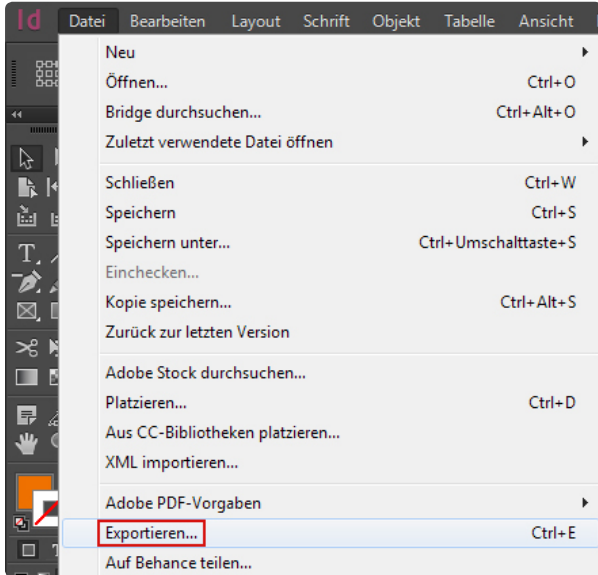 Id Datei Bearbeiten Layout Schrift Objekt Tabelle Ansicht
Neu
Öffnen... Ctrl+O
Bridge durchsuchen... Ctrl+Alt+O
Zuletzt verwendete Datei öffnen
Schließen Ctrl+W
Speichern Ctrl+S
Speichern unter... Ctrl+Umschalttaste+S
Einchecken...
Kopie speichern... Ctrl+Alt+S
Zurück zur letzten Version
Adobe Stock durchsuchen...
Platzieren... Ctrl+D
Aus CC-Bibliotheken platzieren...
XML importieren...
Adobe PDF-Vorgaben
Exportieren... Ctrl+E
Auf Behance teilen...